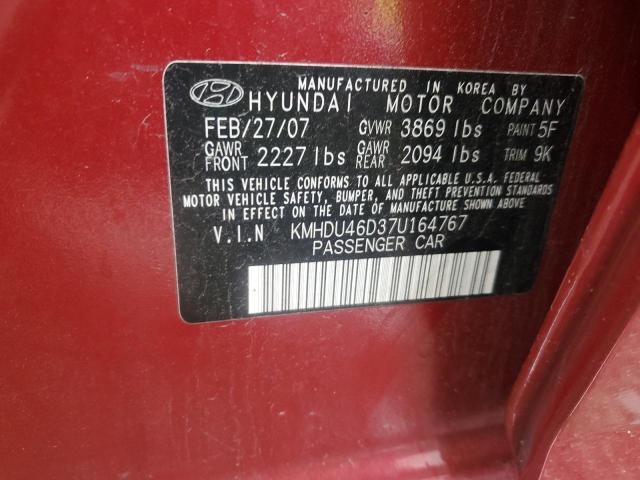 MANUFACTURED IN KOREA BY
HYUNDAI MOTOR COMPANY
FEB/27/07 GVWR 3869 lbs PAINT 5F
GAWR FRONT 2227 lbs GAWR REAR 2094 lbs TRIM 9K
THIS VEHICLE CONFORMS TO ALL APPLICABLE U.S.A. FEDERAL
MOTOR VEHICLE SAFETY, BUMPER, AND THEFT PREVENTION STANDARDS
IN EFFECT ON THE DATE OF MANUFACTURE SHOWN ABOVE
V.I.N KMHDU46D37U164767
PASSENGER CAR